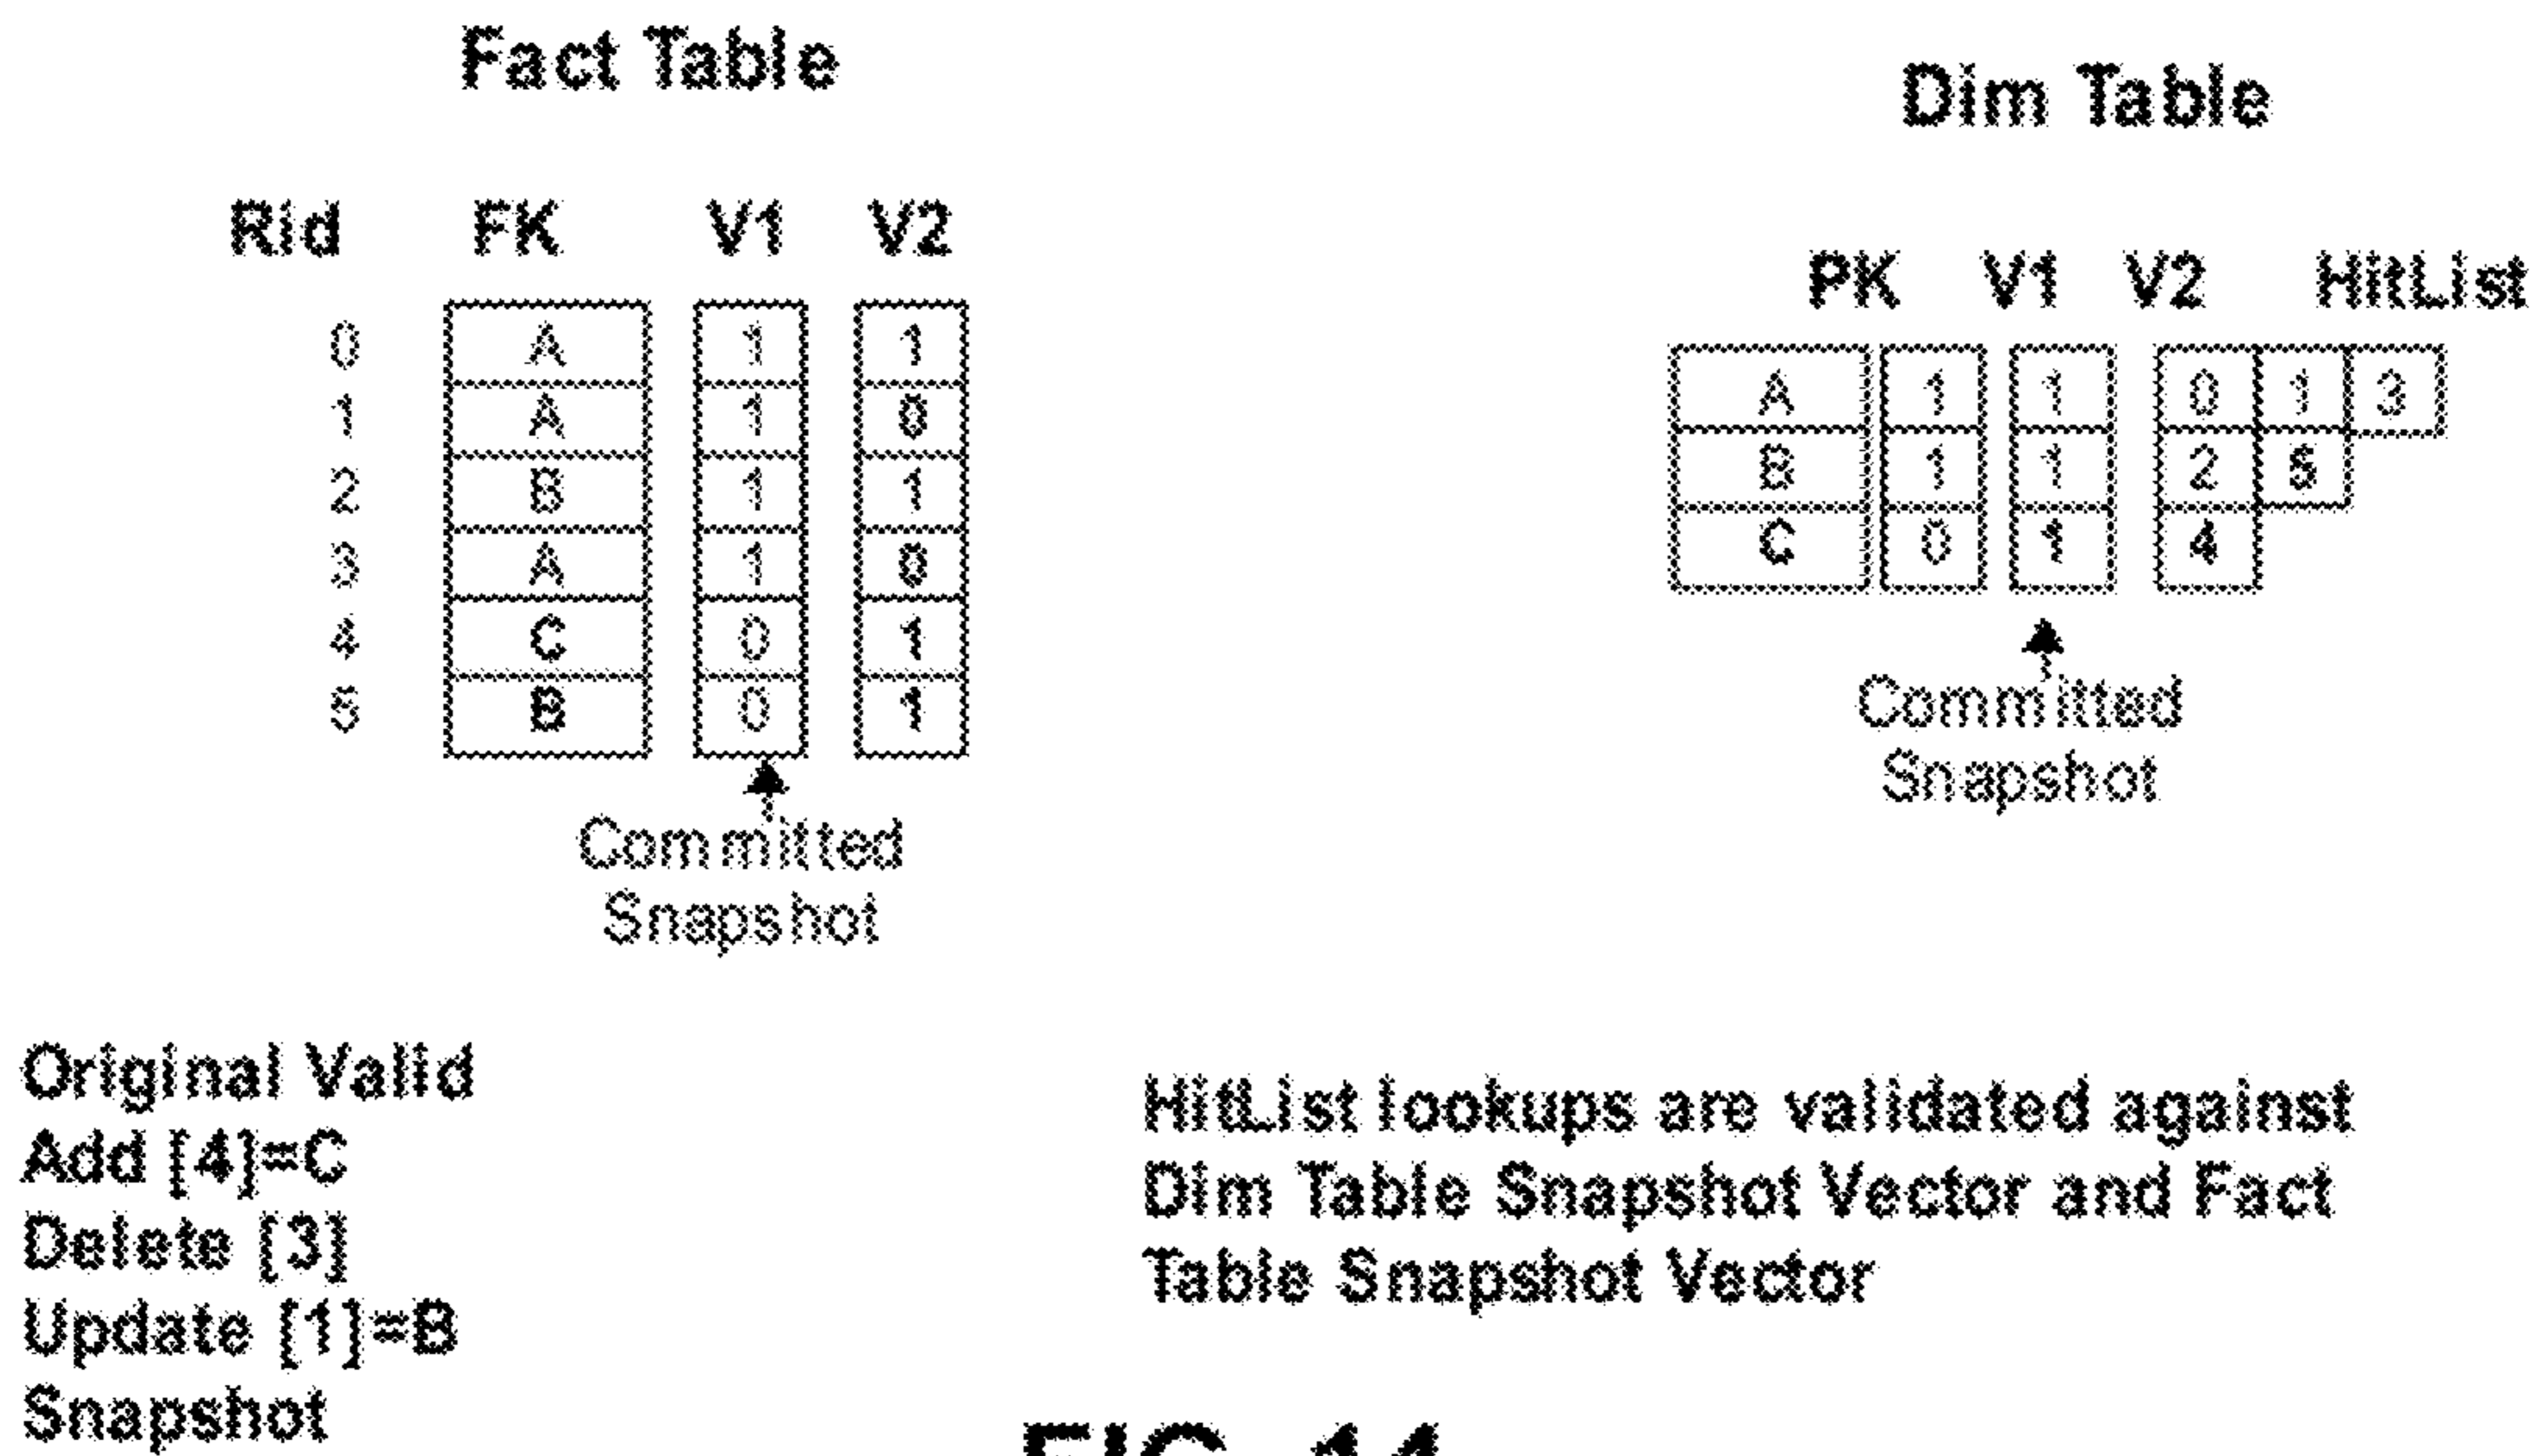 Fact Table
Rid FK V1 V2
0 A 1 1
1 A 1 0
2 B 1 1
3 A 1 0
4 C 0 1
5 B 0 1
Committed
Snapshot
Dim Table
PK V1 V2 HitList
A 1 1 0 1 3
B 1 1 2 5
C 0 1 4
Committed
Snapshot
Original Valid
Add [4]=C
Delete [3]
Update [1]=B
Snapshot
HitList lookups are validated against
Dim Table Snapshot Vector and Fact
Table Snapshot Vector